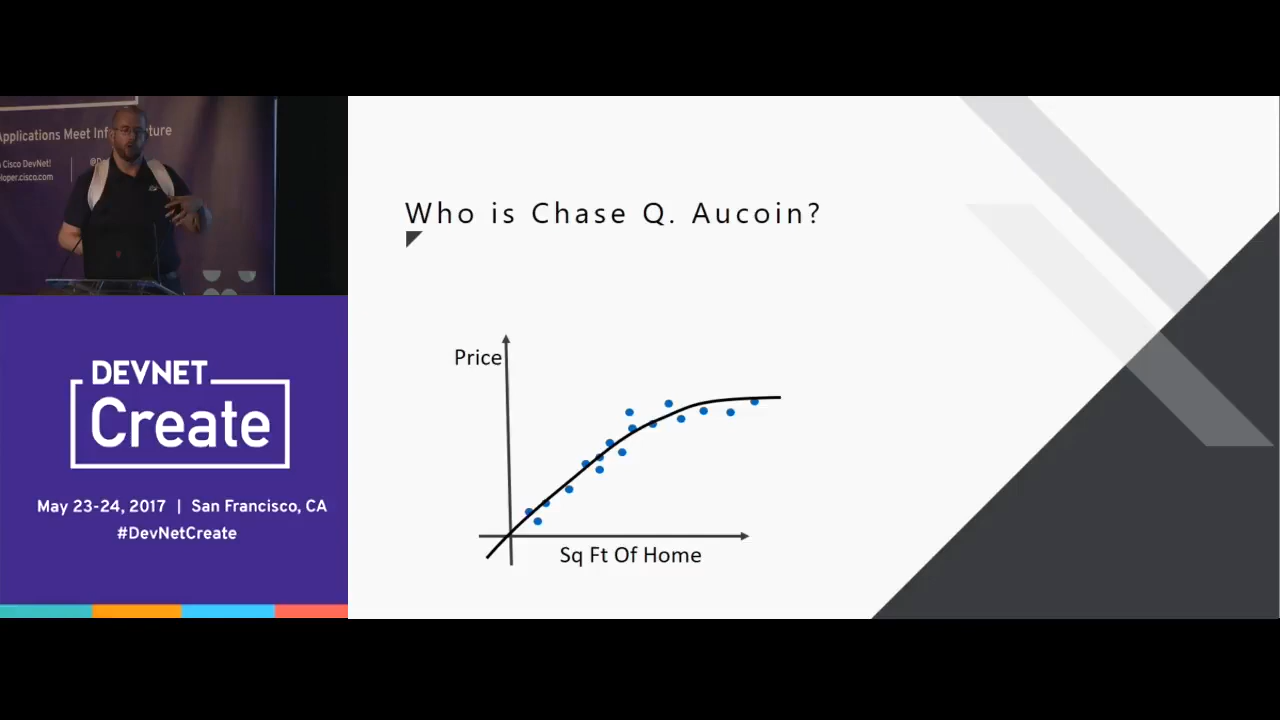 Applications Meet Inf ture
Cisco DevNet!
loper.cisco.com
Who is Chase Q. Aucoin?
Price
Sq Ft Of Home
DEVNET
Create
May 23-24, 2017 | San Francisco, CA
#DevNetCreate